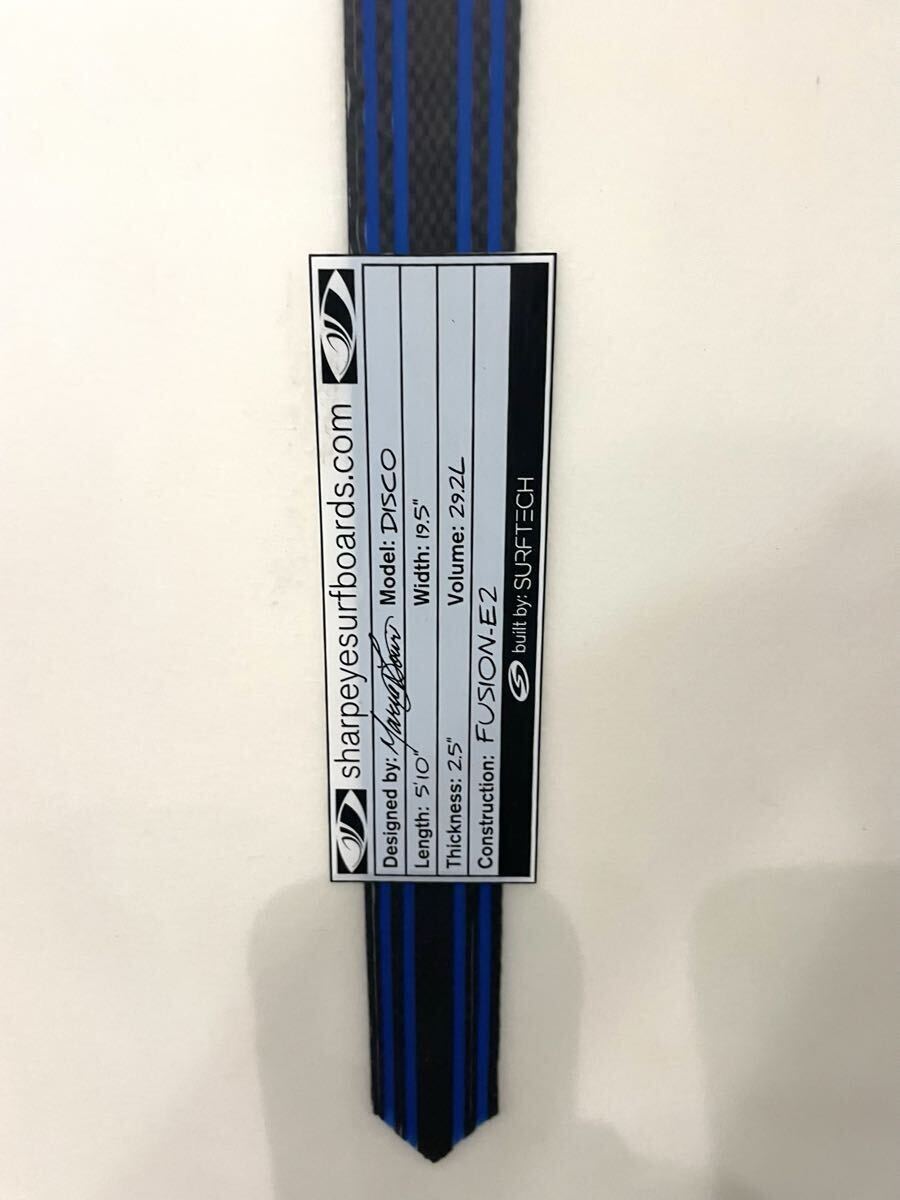 sharpeyesurfboards.com
Designed by: Model: DISCO
Length: 5'10" Width: 19.5"
Thickness: 2.5" Volume: 29.2L
Construction: FUSION-E2
built by: SURFTECH